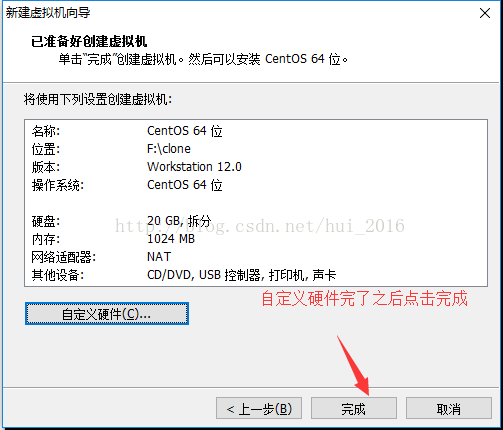 新建虚拟机向导
已准备好创建虚拟机
单击“完成”创建虚拟机。然后可以安装 CentOS 64 位。
将使用下列设置创建虚拟机:
名称: CentOS 64 位
位置: F:\clone
版本: Workstation 12.0
操作系统: CentOS 64 位
硬盘: 20 GB, 拆分
http://blog.csdn.net/hui_2016
内存: 1024 MB
网络适配器: NAT
其他设备: CD/DVD, USB 控制器, 打印机, 声卡
自定义硬件完了之后点击完成
自定义硬件(C)...
< 上一步(B) 完成 取消